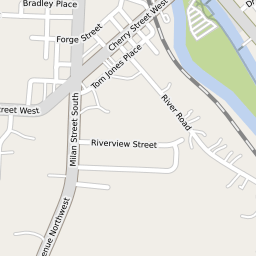 Bradley Place
Forge Street
Cherry Street West
Tom Jones Place
Street West
Milan Street South
River Road
Riverview Street
enue Northwest